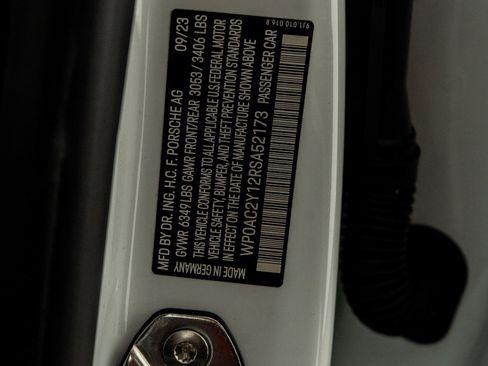 9J1.010.016.R
MFD BY DR. ING. H.C. F. PORSCHE AG 09/23
GVWR 6349 LBS GAWR FRONT/REAR 3053 / 3406 LBS
THIS VEHICLE CONFORMS TO ALL APPLICABLE U.S. FEDERAL MOTOR
VEHICLE SAFETY, BUMPER, AND THEFT PREVENTION STANDARDS
IN EFFECT ON THE DATE OF MANUFACTURE SHOWN ABOVE
WP0AC2Y12RSA52173 PASSENGER CAR
MADE IN GERMANY